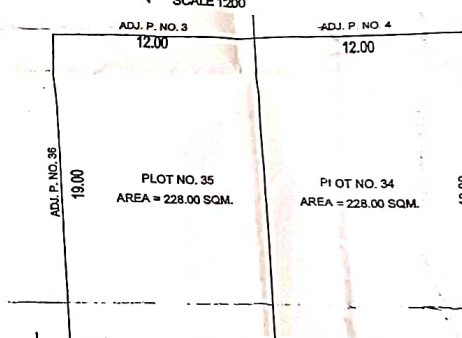 SCALE 1:200
ADJ. P. NO. 3
12.00
ADJ. P. NO. 4
12.00
ADJ. P. NO. 36
19.00
PLOT NO. 35
AREA = 228.00 SQM.
PLOT NO. 34
AREA = 228.00 SQM.